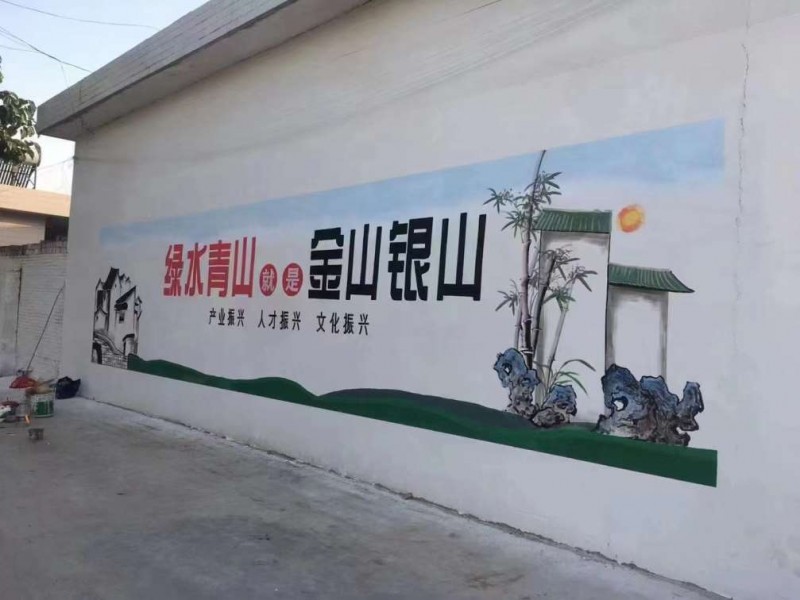 绿水青山就是金山银山
产业振兴 人才振兴 文化振兴